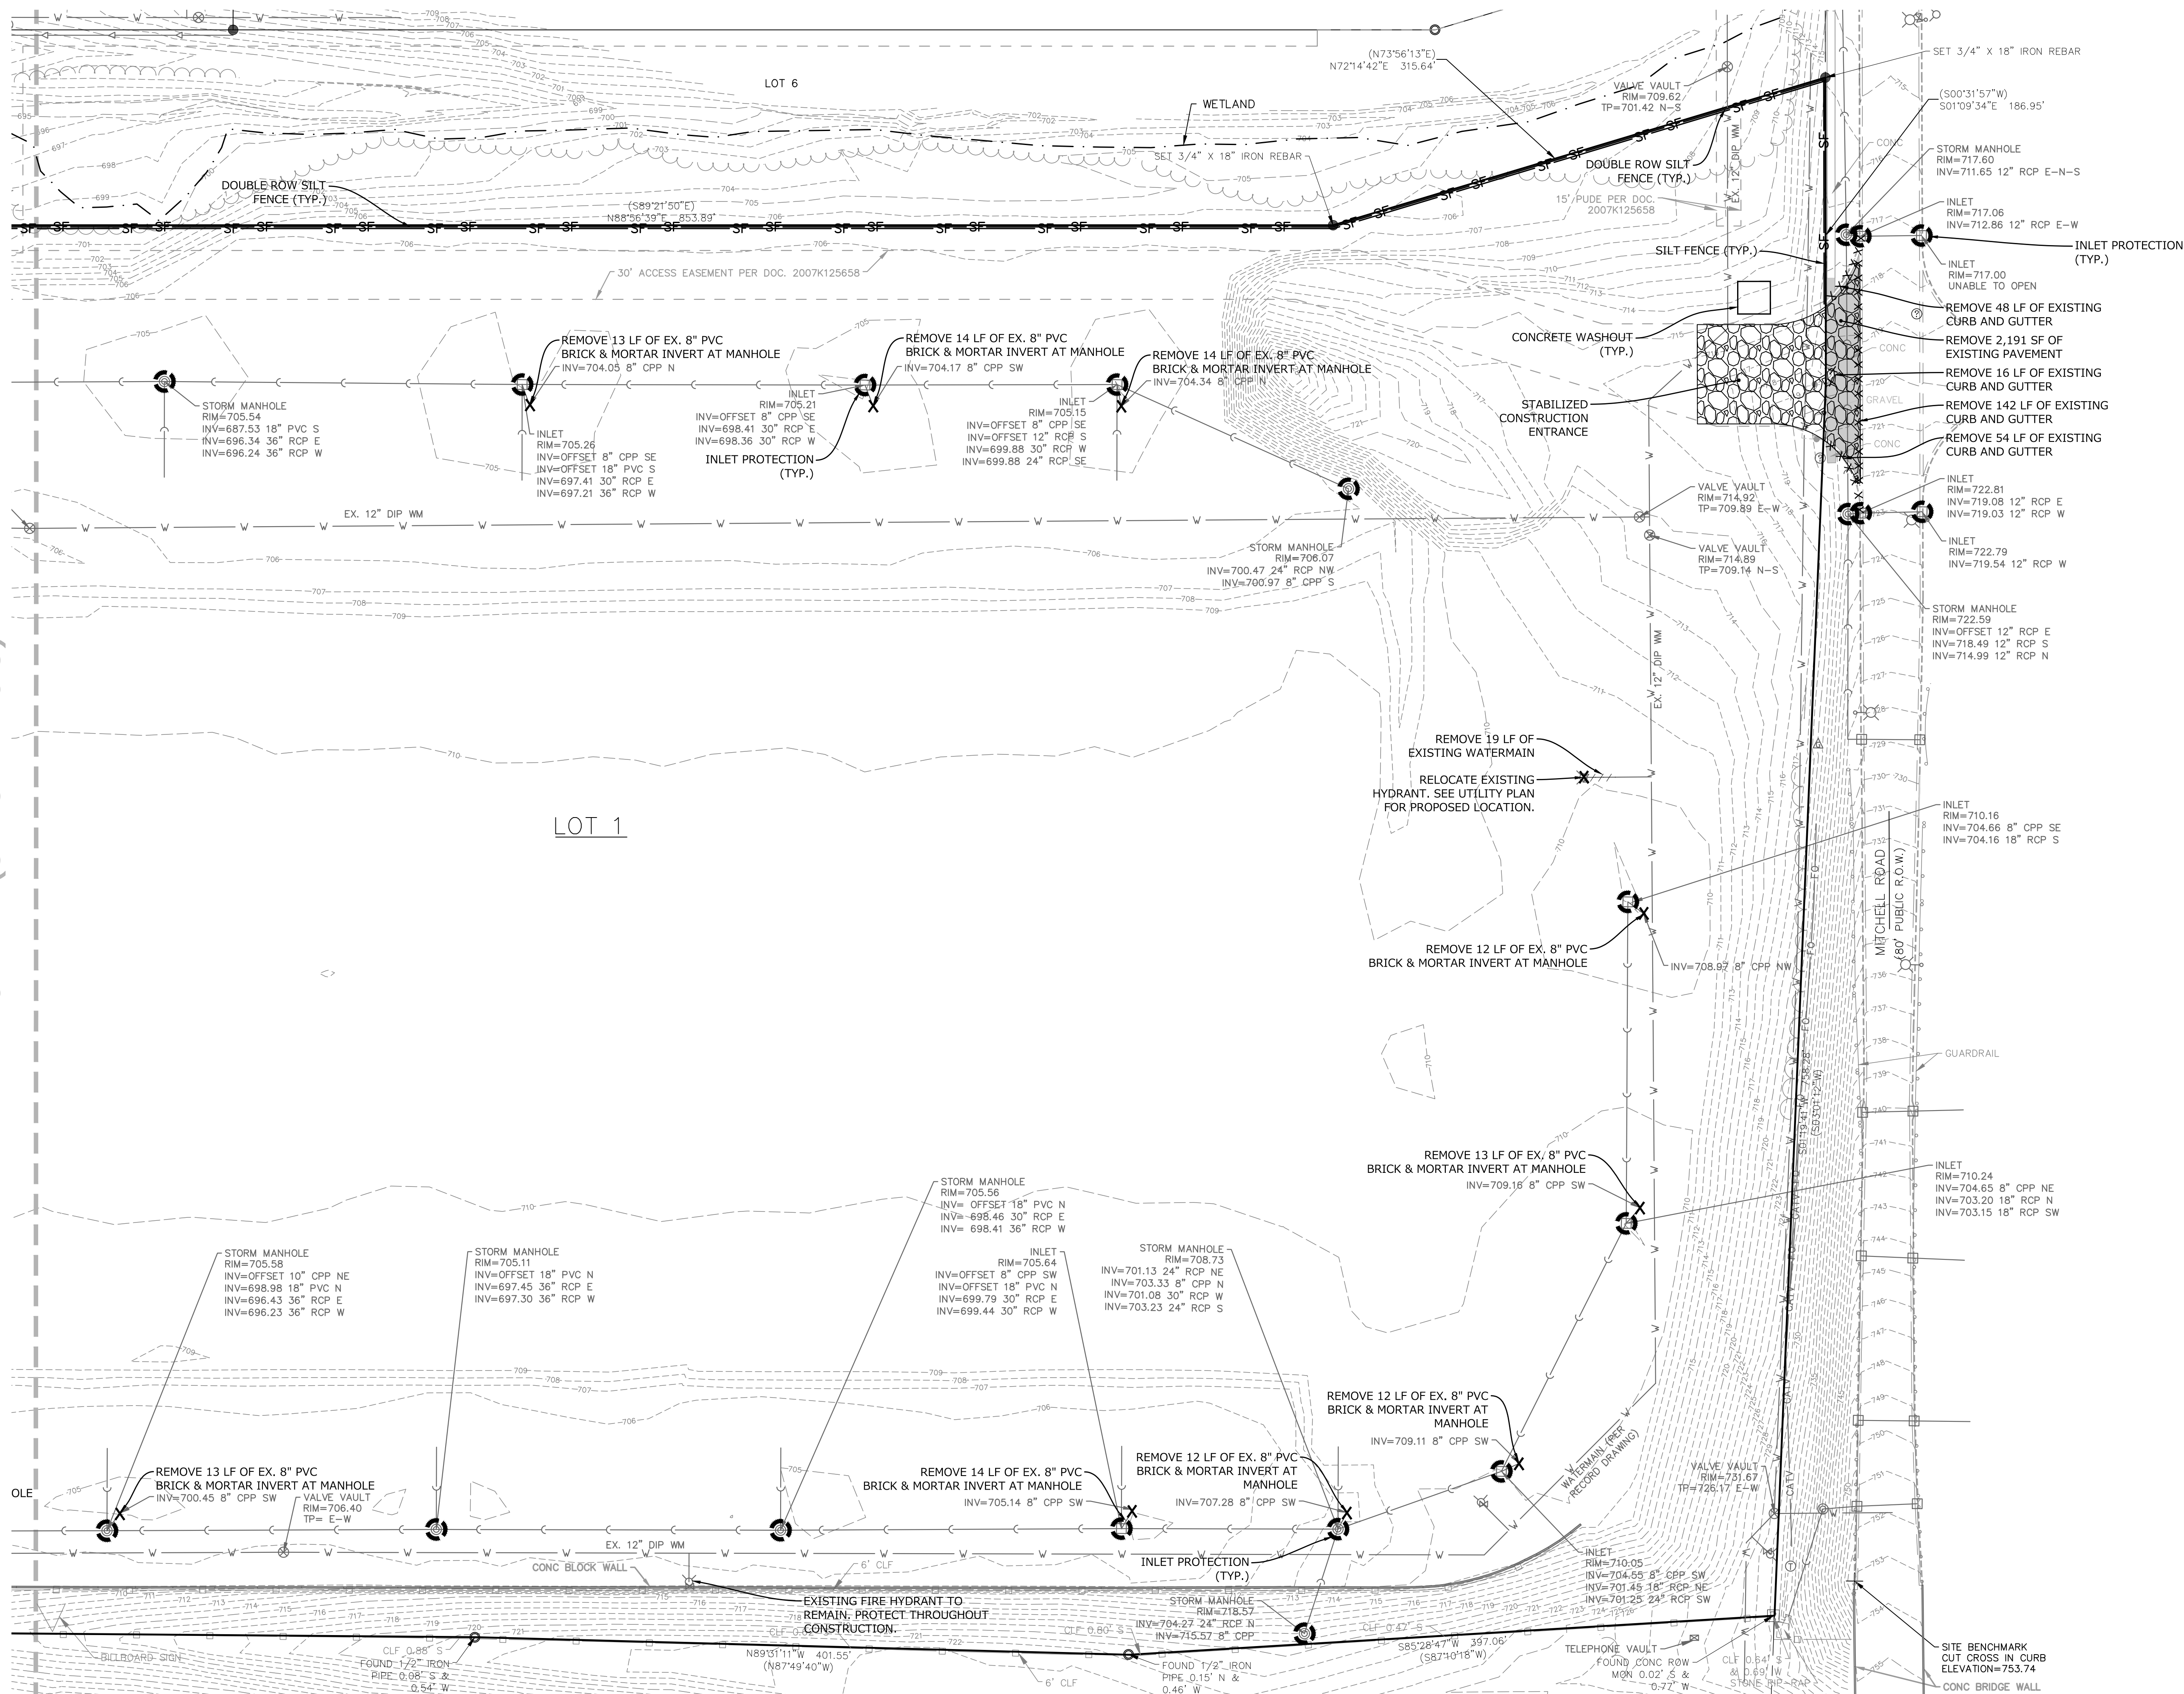 LOT 6
WETLAND
(N73°56'13"E)
N72°14'42"E 315.64'
VALVE VAULT
RIM=709.62
TP=701.42 N-S
SET 3/4" X 18" IRON REBAR
(S00°31'57"W)
S01°09'34"E 186.95'
STORM MANHOLE
RIM=717.60
INV=711.65 12" RCP E-N-S
INLET
RIM=717.06
INV=712.86 12" RCP E-W
INLET PROTECTION
(TYP.)
INLET
RIM=717.00
UNABLE TO OPEN
SET 3/4" X 18" IRON REBAR
DOUBLE ROW SILT
FENCE (TYP.)
DOUBLE ROW SILT
FENCE (TYP.)
(S89°21'50"E)
N88°56'39"E 853.89'
15' PUDE PER DOC.
2007K125658
EX. 12" DIP WM
SILT FENCE (TYP.)
30' ACCESS EASEMENT PER DOC. 2007K125658
CONCRETE WASHOUT
(TYP.)
STABILIZED
CONSTRUCTION
ENTRANCE
REMOVE 48 LF OF EXISTING
CURB AND GUTTER
REMOVE 2,191 SF OF
EXISTING PAVEMENT
REMOVE 16 LF OF EXISTING
CURB AND GUTTER
REMOVE 142 LF OF EXISTING
CURB AND GUTTER
REMOVE 54 LF OF EXISTING
CURB AND GUTTER
CONC
CONC
GRAVEL
CONC
REMOVE 13 LF OF EX. 8" PVC
BRICK & MORTAR INVERT AT MANHOLE
INV=704.05 8" CPP N
REMOVE 14 LF OF EX. 8" PVC
BRICK & MORTAR INVERT AT MANHOLE
INV=704.17 8" CPP SW
REMOVE 14 LF OF EX. 8" PVC
BRICK & MORTAR INVERT AT MANHOLE
INV=704.34 8" CPP N
STORM MANHOLE
RIM=705.54
INV=687.53 18" PVC S
INV=696.34 36" RCP E
INV=696.24 36" RCP W
INLET
RIM=705.26
INV=OFFSET 8" CPP SE
INV=OFFSET 18" PVC S
INV=697.41 30" RCP E
INV=697.21 36" RCP W
INLET
RIM=705.21
INV=OFFSET 8" CPP SE
INV=698.41 30" RCP E
INV=698.36 30" RCP W
INLET PROTECTION
(TYP.)
INLET
RIM=705.15
INV=OFFSET 8" CPP SE
INV=OFFSET 12" RCP S
INV=699.88 30" RCP W
INV=699.88 24" RCP SE
EX. 12" DIP WM
STORM MANHOLE
RIM=706.07
INV=700.47 24" RCP NW
INV=700.97 8" CPP S
VALVE VAULT
RIM=714.92
TP=709.89 E-W
VALVE VAULT
RIM=714.89
TP=709.14 N-S
INLET
RIM=722.81
INV=719.08 12" RCP E
INV=719.03 12" RCP W
INLET
RIM=722.79
INV=719.54 12" RCP W
STORM MANHOLE
RIM=722.59
INV=OFFSET 12" RCP E
INV=718.49 12" RCP S
INV=714.99 12" RCP N
EX. 12" DIP WM
REMOVE 19 LF OF
EXISTING WATERMAIN
RELOCATE EXISTING
HYDRANT. SEE UTILITY PLAN
FOR PROPOSED LOCATION.
LOT 1
INLET
RIM=710.16
INV=704.66 8" CPP SE
INV=704.16 18" RCP S
MITCHELL ROAD
(80' PUBLIC R.O.W.)
REMOVE 12 LF OF EX. 8" PVC
BRICK & MORTAR INVERT AT MANHOLE
INV=708.97 8" CPP NW
GUARDRAIL
S01°19'41"W 758.28'
(S03°01'12"W)
REMOVE 13 LF OF EX. 8" PVC
BRICK & MORTAR INVERT AT MANHOLE
INV=709.16 8" CPP SW
INLET
RIM=710.24
INV=704.65 8" CPP NE
INV=703.20 18" RCP N
INV=703.15 18" RCP SW
STORM MANHOLE
RIM=705.56
INV= OFFSET 18" PVC N
INV= 698.46 30" RCP E
INV= 698.41 36" RCP W
STORM MANHOLE
RIM=705.58
INV=OFFSET 10" CPP NE
INV=698.98 18" PVC N
INV=696.43 36" RCP E
INV=696.23 36" RCP W
STORM MANHOLE
RIM=705.11
INV=OFFSET 18" PVC N
INV=697.45 36" RCP E
INV=697.30 36" RCP W
INLET
RIM=705.64
INV=OFFSET 8" CPP SW
INV=OFFSET 18" PVC N
INV=699.79 30" RCP E
INV=699.44 30" RCP W
STORM MANHOLE
RIM=708.73
INV=701.13 24" RCP NE
INV=703.33 8" CPP N
INV=701.08 30" RCP W
INV=703.23 24" RCP S
REMOVE 12 LF OF EX. 8" PVC
BRICK & MORTAR INVERT AT
MANHOLE
INV=709.11 8" CPP SW
WATERMAIN (PER
RECORD DRAWING)
OLE
REMOVE 13 LF OF EX. 8" PVC
BRICK & MORTAR INVERT AT MANHOLE
INV=700.45 8" CPP SW
VALVE VAULT
RIM=706.40
TP= E-W
REMOVE 14 LF OF EX. 8" PVC
BRICK & MORTAR INVERT AT MANHOLE
INV=705.14 8" CPP SW
REMOVE 12 LF OF EX. 8" PVC
BRICK & MORTAR INVERT AT
MANHOLE
INV=707.28 8" CPP SW
VALVE VAULT
RIM=731.67
TP=726.17 E-W
EX. 12" DIP WM
CONC BLOCK WALL
6' CLF
INLET PROTECTION
(TYP.)
INLET
RIM=710.05
INV=704.55 8" CPP SW
INV=701.45 18" RCP NE
INV=701.25 24" RCP SW
EXISTING FIRE HYDRANT TO
REMAIN. PROTECT THROUGHOUT
CONSTRUCTION.
STORM MANHOLE
RIM=718.57
INV=704.27 24" RCP N
INV=715.57 8" CPP
BILLBOARD SIGN
CLF 0.88' S
FOUND 1/2" IRON
PIPE 0.08' S &
0.54' W
N89°31'11"W 401.55'
(N87°49'40"W)
6' CLF
CLF 0.80' S
FOUND 1/2" IRON
PIPE 0.15' N &
0.46' W
CLF 0.47' S
S85°28'47"W 397.06'
(S87°10'18"W)
TELEPHONE VAULT
FOUND CONC ROW
MON 0.02' S &
0.77' W
CLF 0.64' S
& 0.69' W
STONE RIP-RAP
SITE BENCHMARK
CUT CROSS IN CURB
ELEVATION=753.74
CONC BRIDGE WALL